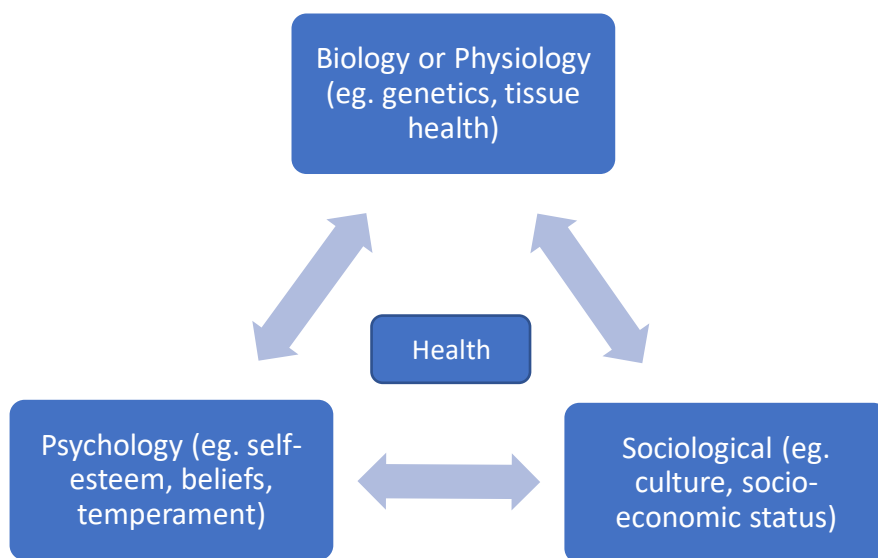 Biology or Physiology
(eg. genetics, tissue
health)
Health
Psychology (eg. self-
esteem, beliefs,
temperament)
Sociological (eg.
culture, socio-
economic status)